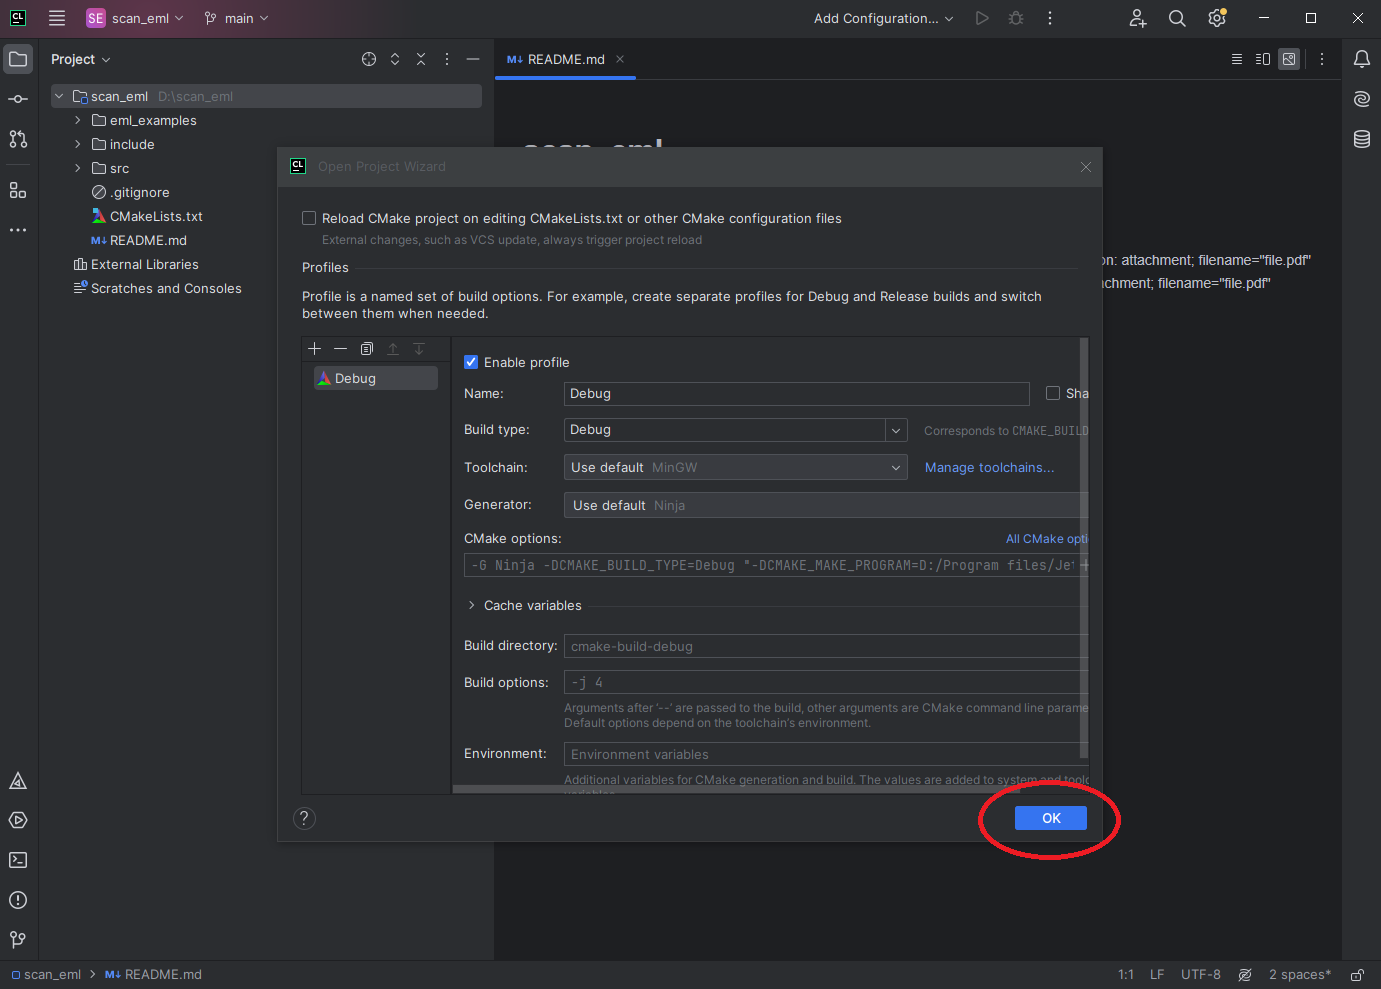 CL SE scan_eml main Add Configuration...
Project
README.md
scan_eml D:\scan_eml
eml_examples
include
src
.gitignore
CMakeLists.txt
README.md
External Libraries
Scratches and Consoles
scan_eml
on: attachment; filename="file.pdf"
achment; filename="file.pdf"
CL Open Project Wizard
Reload CMake project on editing CMakeLists.txt or other CMake configuration files
External changes, such as VCS update, always trigger project reload
Profiles
Profile is a named set of build options. For example, create separate profiles for Debug and Release builds and switch
between them when needed.
Debug
Enable profile
Name: Debug Sha
Build type: Debug Corresponds to CMAKE_BUILD
Toolchain: Use default MinGW Manage toolchains...
Generator: Use default Ninja
CMake options: All CMake opti
-G Ninja -DCMAKE_BUILD_TYPE=Debug "-DCMAKE_MAKE_PROGRAM=D:/Program files/Jet
Cache variables
Build directory: cmake-build-debug
Build options: -j 4
Arguments after '--' are passed to the build, other arguments are CMake command line parame
Default options depend on the toolchain's environment.
Environment: Environment variables
Additional variables for CMake generation and build. The values are added to system and toolc
variables.
? OK
scan_eml > README.md 1:1 LF UTF-8 2 spaces*